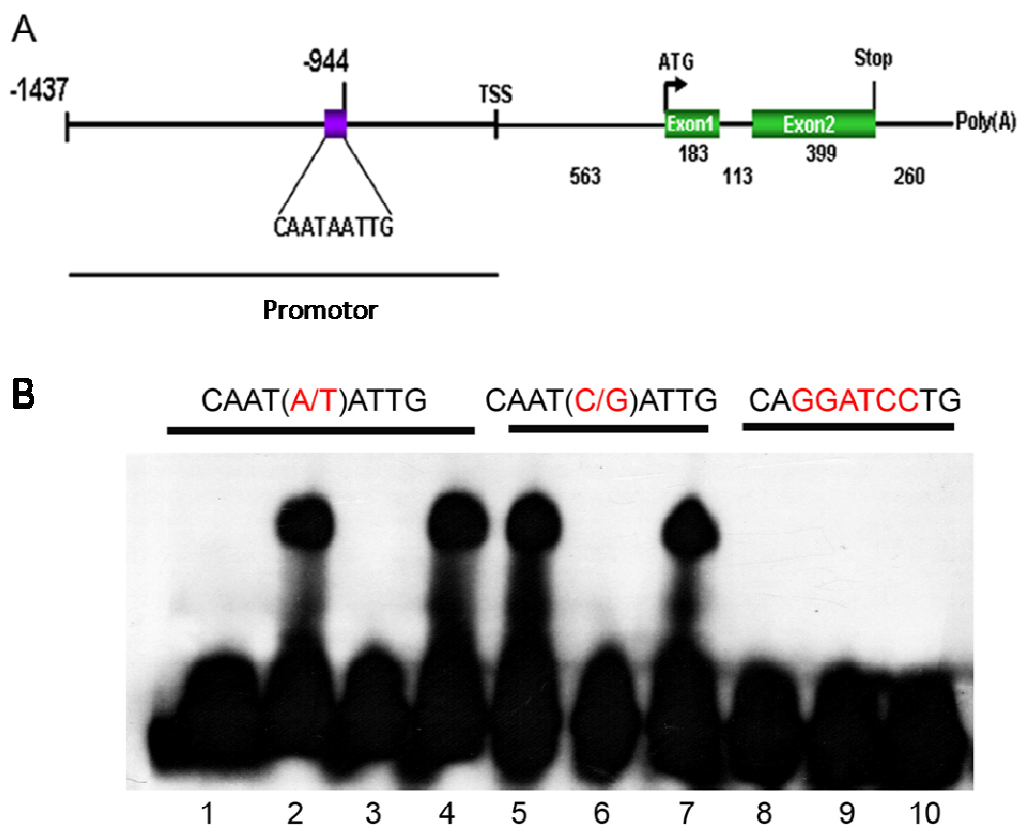 A
-944
-1437
TSS
ATG
Stop
Exon1
Exon2
Poly(A)
183
399
563
113
260
CAATAATTG
Promotor
B
CAAT(A/T)ATTG CAAT(C/G)ATTG CAGGATCCTG
1 2 3 4 5 6 7 8 9 10